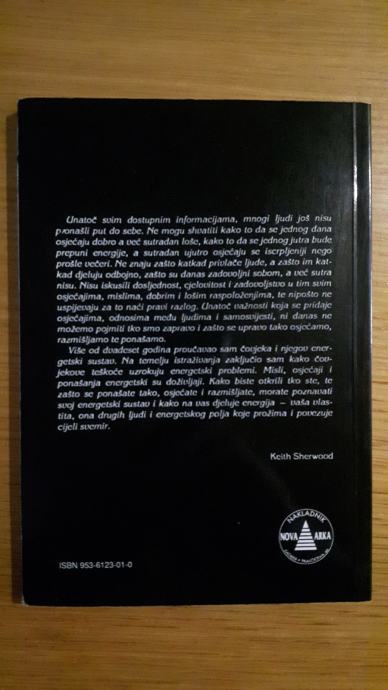 Unatoč svim dostupnim informacijama, mnogi ljudi još nisu
pronašli put do sebe. Ne mogu shvatiti kako to da se jednog dana
osjećaju dobro a već sutradan loše, kako to da se jednog jutra bude
prepuni energije, a sutradan ujutro osjećaju se iscrpljeniji nego
prošle večeri. Ne znaju zašto katkad privlače ljude, a zašto im kat-
kad djeluju odbojno, zašto su danas zadovoljni sobom, a već sutra
nisu. Nisu iskusili dosljednost, cjelovitost i zadovoljstvo u tim svim
osjećajima, mislima, dobrim i lošim raspoloženjima, te nipošto ne
uspijevaju za to naći pravi razlog. Unatoč važnosti koja se pridaje
osjećajima, odnosima među ljudima i samosvijesti, ni danas ne
možemo pojmiti tko smo zapravo i zašto se upravo tako osjećamo,
razmišljamo te ponašamo.
Više od dvadeset godina proučavao sam čovjeka i njegov ener-
getski sustav. Na temelju istraživanja zaključio sam kako čov-
jekove teškoće uzrokuju energetski problemi. Misli, osjećaji i
ponašanja energetski su doživljaji. Kako biste otkrili tko ste, te
zašto se ponašate tako, osjećate i razmišljate, morate poznavati
svoj energetski sustav i kako na vas djeluje energija – vaša vlas-
tita, ona drugih ljudi i energetskog polja koje prožima i povezuje
cijeli svemir.
Keith Sherwood
NAKLADNIK
NOVA ARKA
ISBN 953-6123-01-0